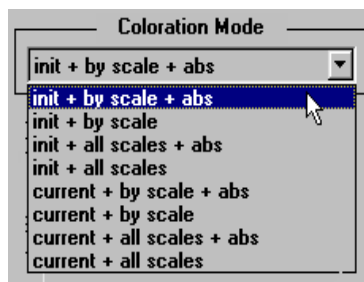 Coloration Mode
init + by scale + abs
init + by scale + abs
init + by scale
init + all scales + abs
init + all scales
current + by scale + abs
current + by scale
current + all scales + abs
current + all scales